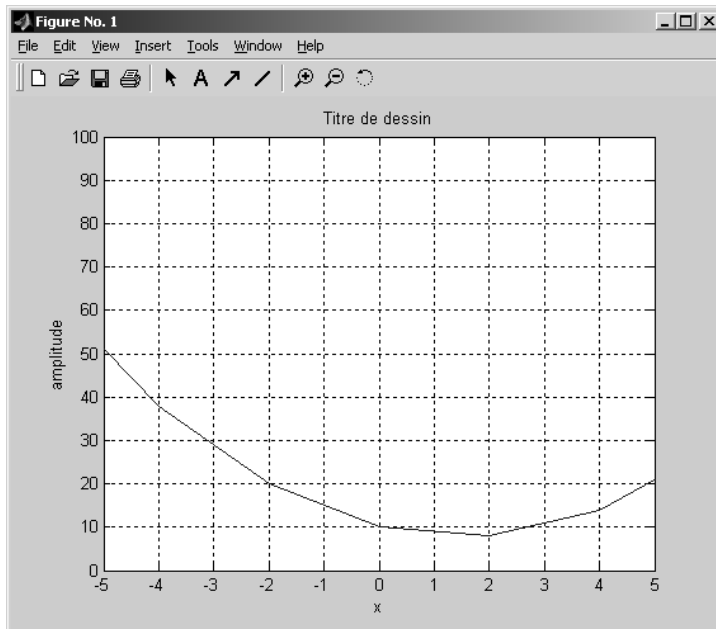 Figure No. 1
File Edit View Insert Tools Window Help
A
Titre de dessin
100
90
80
70
60
50
40
30
20
10
0
amplitude
-5 -4 -3 -2 -1 0 1 2 3 4 5
x